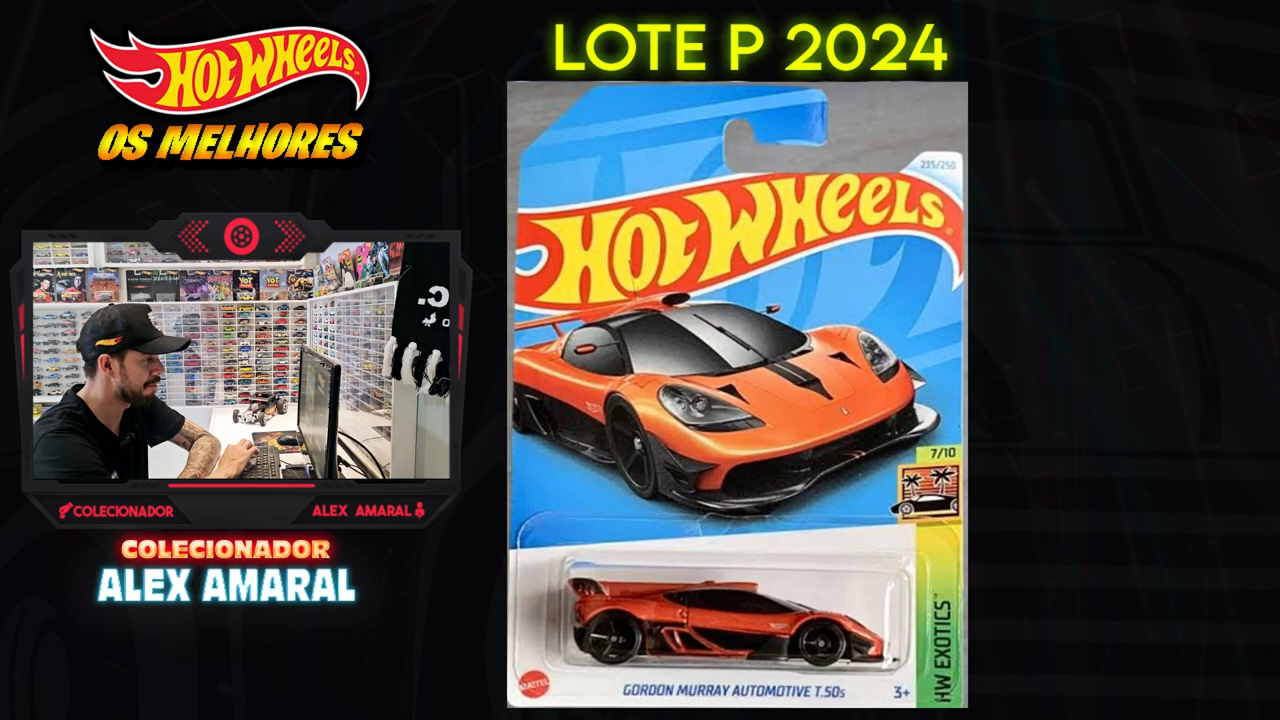 HOT WHEELS
OS MELHORES
COLECIONADOR
ALEX AMARAL
COLECIONADOR
ALEX AMARAL
LOTE P 2024
235/250
HOT WHEELS
7/10
HW EXOTICS™
MATTEL
GORDON MURRAY AUTOMOTIVE T.50s
3+